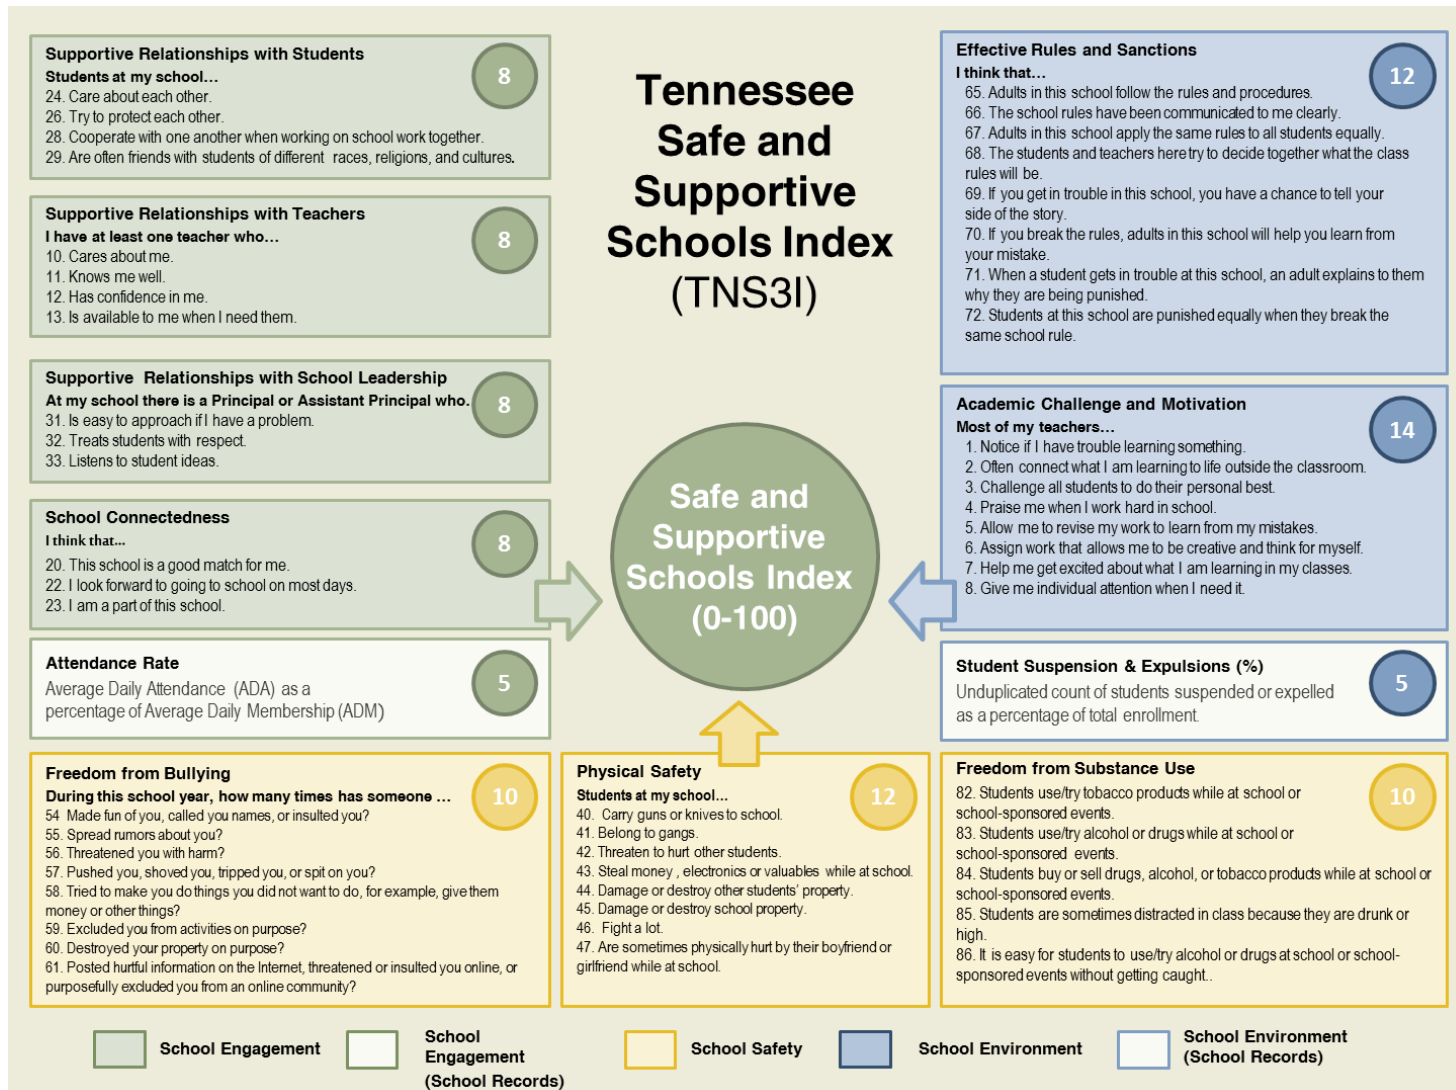 Supportive Relationships with Students
Students at my school...
24. Care about each other.
26. Try to protect each other.
28. Cooperate with one another when working on school work together.
29. Are often friends with students of different races, religions, and cultures.
8
Supportive Relationships with Teachers
I have at least one teacher who...
10. Cares about me.
11. Knows me well.
12. Has confidence in me.
13. Is available to me when I need them.
8
Supportive Relationships with School Leadership
At my school there is a Principal or Assistant Principal who.
31. Is easy to approach if I have a problem.
32. Treats students with respect.
33. Listens to student ideas.
8
School Connectedness
I think that...
20. This school is a good match for me.
22. I look forward to going to school on most days.
23. I am a part of this school.
8
Attendance Rate
Average Daily Attendance (ADA) as a
percentage of Average Daily Membership (ADM)
5
Tennessee
Safe and
Supportive
Schools Index
(TNS3I)
Safe and
Supportive
Schools Index
(0-100)
Effective Rules and Sanctions
I think that...
65. Adults in this school follow the rules and procedures.
66. The school rules have been communicated to me clearly.
67. Adults in this school apply the same rules to all students equally.
68. The students and teachers here try to decide together what the class
rules will be.
69. If you get in trouble in this school, you have a chance to tell your
side of the story.
70. If you break the rules, adults in this school will help you learn from
your mistake.
71. When a student gets in trouble at this school, an adult explains to them
why they are being punished.
72. Students at this school are punished equally when they break the
same school rule.
12
Academic Challenge and Motivation
Most of my teachers...
1. Notice if I have trouble learning something.
2. Often connect what I am learning to life outside the classroom.
3. Challenge all students to do their personal best.
4. Praise me when I work hard in school.
5. Allow me to revise my work to learn from my mistakes.
6. Assign work that allows me to be creative and think for myself.
7. Help me get excited about what I am learning in my classes.
8. Give me individual attention when I need it.
14
Student Suspension & Expulsions (%)
Unduplicated count of students suspended or expelled
as a percentage of total enrollment.
5
Freedom from Bullying
During this school year, how many times has someone ...
54 Made fun of you, called you names, or insulted you?
55. Spread rumors about you?
56. Threatened you with harm?
57. Pushed you, shoved you, tripped you, or spit on you?
58. Tried to make you do things you did not want to do, for example, give them
money or other things?
59. Excluded you from activities on purpose?
60. Destroyed your property on purpose?
61. Posted hurtful information on the Internet, threatened or insulted you online, or
purposefully excluded you from an online community?
10
Physical Safety
Students at my school...
40. Carry guns or knives to school.
41. Belong to gangs.
42. Threaten to hurt other students.
43. Steal money , electronics or valuables while at school.
44. Damage or destroy other students' property.
45. Damage or destroy school property.
46. Fight a lot.
47. Are sometimes physically hurt by their boyfriend or
girlfriend while at school.
12
Freedom from Substance Use
82. Students use/try tobacco products while at school or
school-sponsored events.
83. Students use/try alcohol or drugs while at school or
school-sponsored events.
84. Students buy or sell drugs, alcohol, or tobacco products while at school or
school-sponsored events.
85. Students are sometimes distracted in class because they are drunk or
high.
86. It is easy for students to use/try alcohol or drugs at school or school-
sponsored events without getting caught..
10
School Engagement
School
Engagement
(School Records)
School Safety
School Environment
School Environment
(School Records)